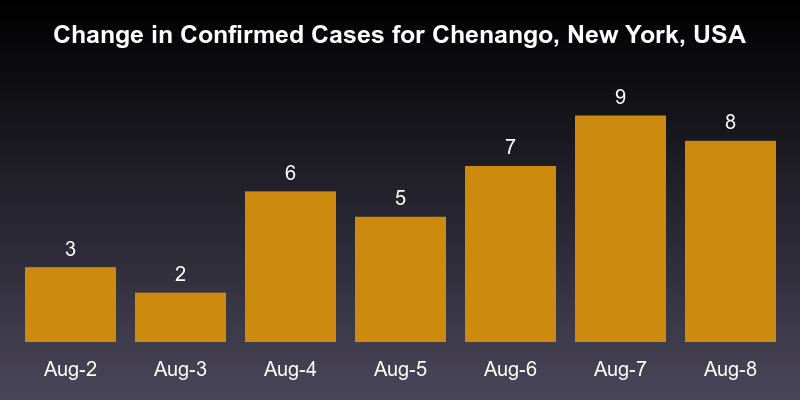 Change in Confirmed Cases for Chenango, New York, USA
3
2
6
5
7
9
8
Aug-2
Aug-3
Aug-4
Aug-5
Aug-6
Aug-7
Aug-8